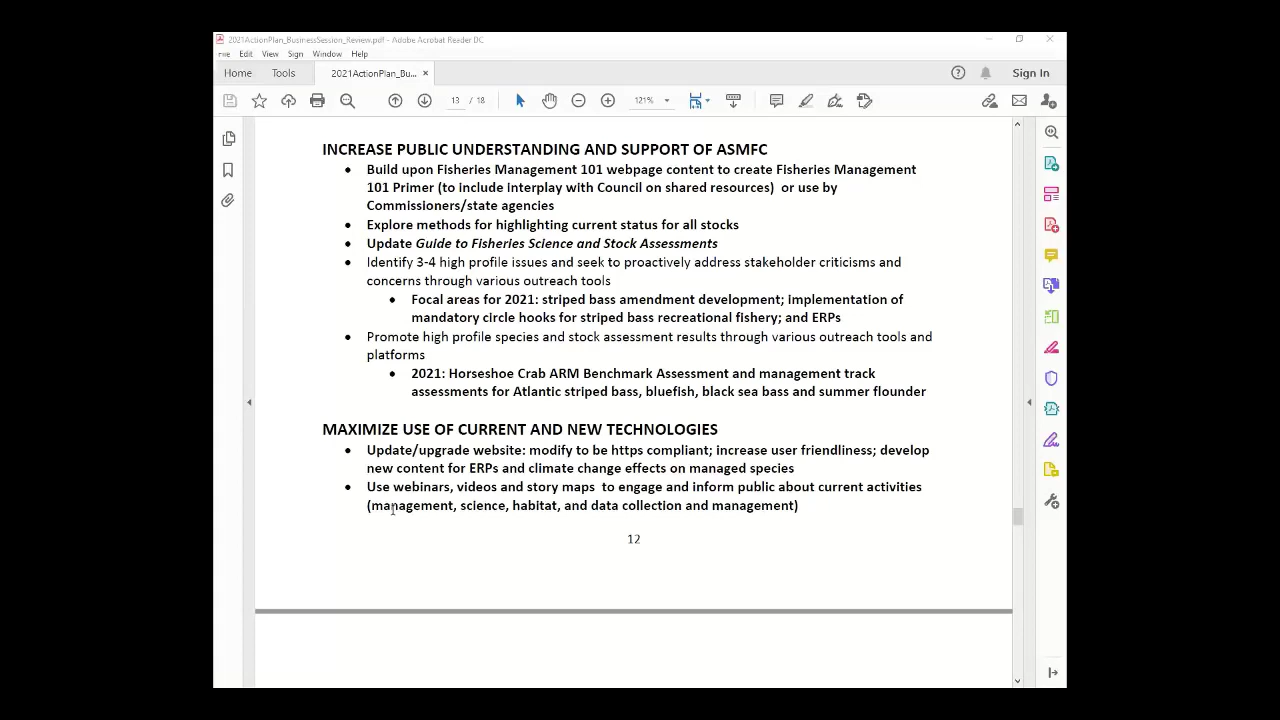 2021ActionPlan_BusinessSession_Review.pdf - Adobe Acrobat Reader DC
File Edit View Sign Window Help
Home Tools 2021ActionPlan_Bu... × Sign In
13 / 18 121%
INCREASE PUBLIC UNDERSTANDING AND SUPPORT OF ASMFC
• Build upon Fisheries Management 101 webpage content to create Fisheries Management
101 Primer (to include interplay with Council on shared resources) or use by
Commissioners/state agencies
• Explore methods for highlighting current status for all stocks
• Update Guide to Fisheries Science and Stock Assessments
• Identify 3-4 high profile issues and seek to proactively address stakeholder criticisms and
concerns through various outreach tools
• Focal areas for 2021: striped bass amendment development; implementation of
mandatory circle hooks for striped bass recreational fishery; and ERPs
• Promote high profile species and stock assessment results through various outreach tools and
platforms
• 2021: Horseshoe Crab ARM Benchmark Assessment and management track
assessments for Atlantic striped bass, bluefish, black sea bass and summer flounder
MAXIMIZE USE OF CURRENT AND NEW TECHNOLOGIES
• Update/upgrade website: modify to be https compliant; increase user friendliness; develop
new content for ERPs and climate change effects on managed species
• Use webinars, videos and story maps to engage and inform public about current activities
(management, science, habitat, and data collection and management)
12